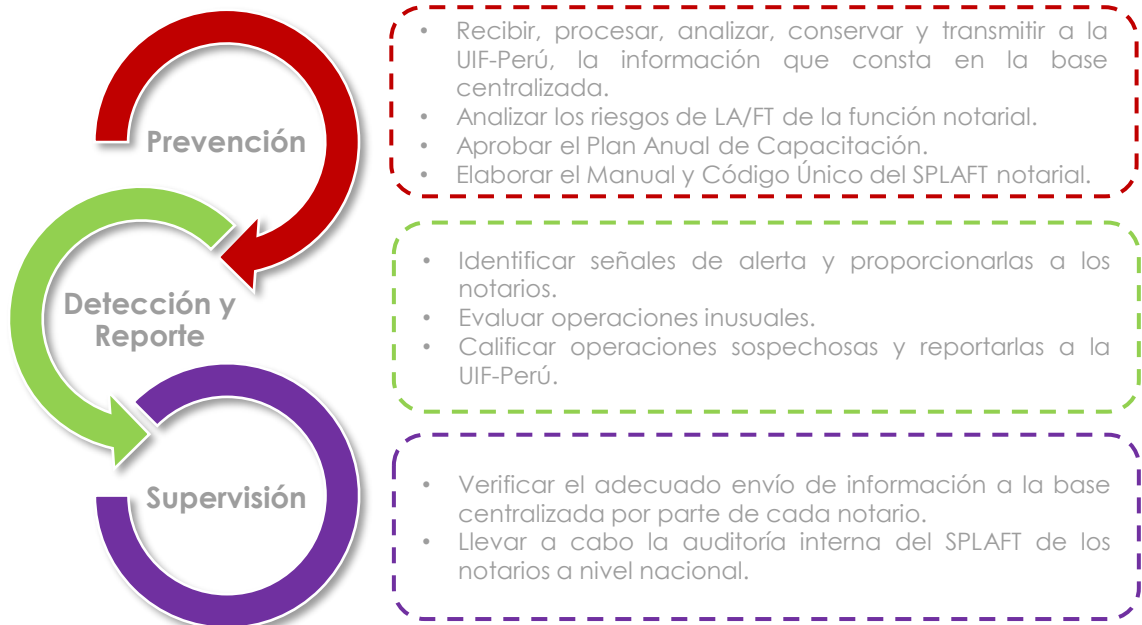 Prevención
• Recibir, procesar, analizar, conservar y transmitir a la
UIF-Perú, la información que consta en la base
centralizada.
• Analizar los riesgos de LA/FT de la función notarial.
• Aprobar el Plan Anual de Capacitación.
• Elaborar el Manual y Código Único del SPLAFT notarial.
Detección y
Reporte
• Identificar señales de alerta y proporcionarlas a los
notarios.
• Evaluar operaciones inusuales.
• Calificar operaciones sospechosas y reportarlas a la
UIF-Perú.
Supervisión
• Verificar el adecuado envío de información a la base
centralizada por parte de cada notario.
• Llevar a cabo la auditoría interna del SPLAFT de los
notarios a nivel nacional.